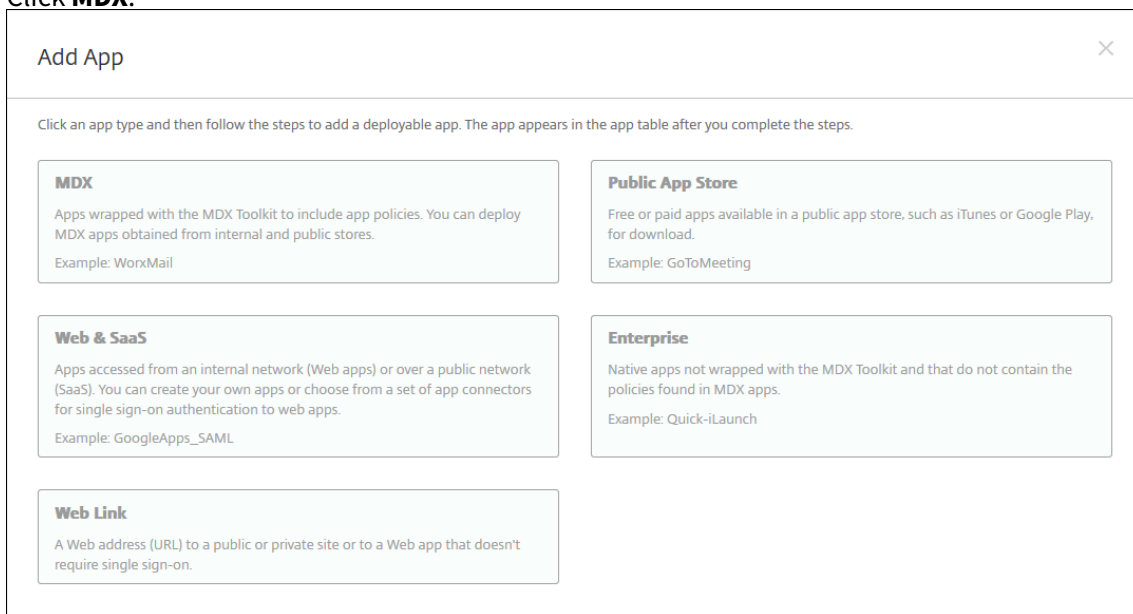 Click MDX.
Add App
Click an app type and then follow the steps to add a deployable app. The app appears in the app table after you complete the steps.
MDX
Apps wrapped with the MDX Toolkit to include app policies. You can deploy
MDX apps obtained from internal and public stores.
Example: WorxMail
Public App Store
Free or paid apps available in a public app store, such as iTunes or Google Play,
for download.
Example: GoToMeeting
Web & SaaS
Apps accessed from an internal network (Web apps) or over a public network
(SaaS). You can create your own apps or choose from a set of app connectors
for single sign-on authentication to web apps.
Example: GoogleApps_SAML
Enterprise
Native apps not wrapped with the MDX Toolkit and that do not contain the
policies found in MDX apps.
Example: Quick-iLaunch
Web Link
A Web address (URL) to a public or private site or to a Web app that doesn't
require single sign-on.